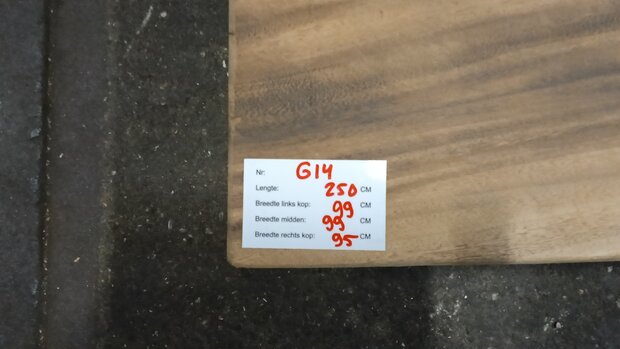 Nr: G14
Lengte: 250 CM
Breedte links kop: 99 CM
Breedte midden: 99 CM
Breedte rechts kop: 95 CM